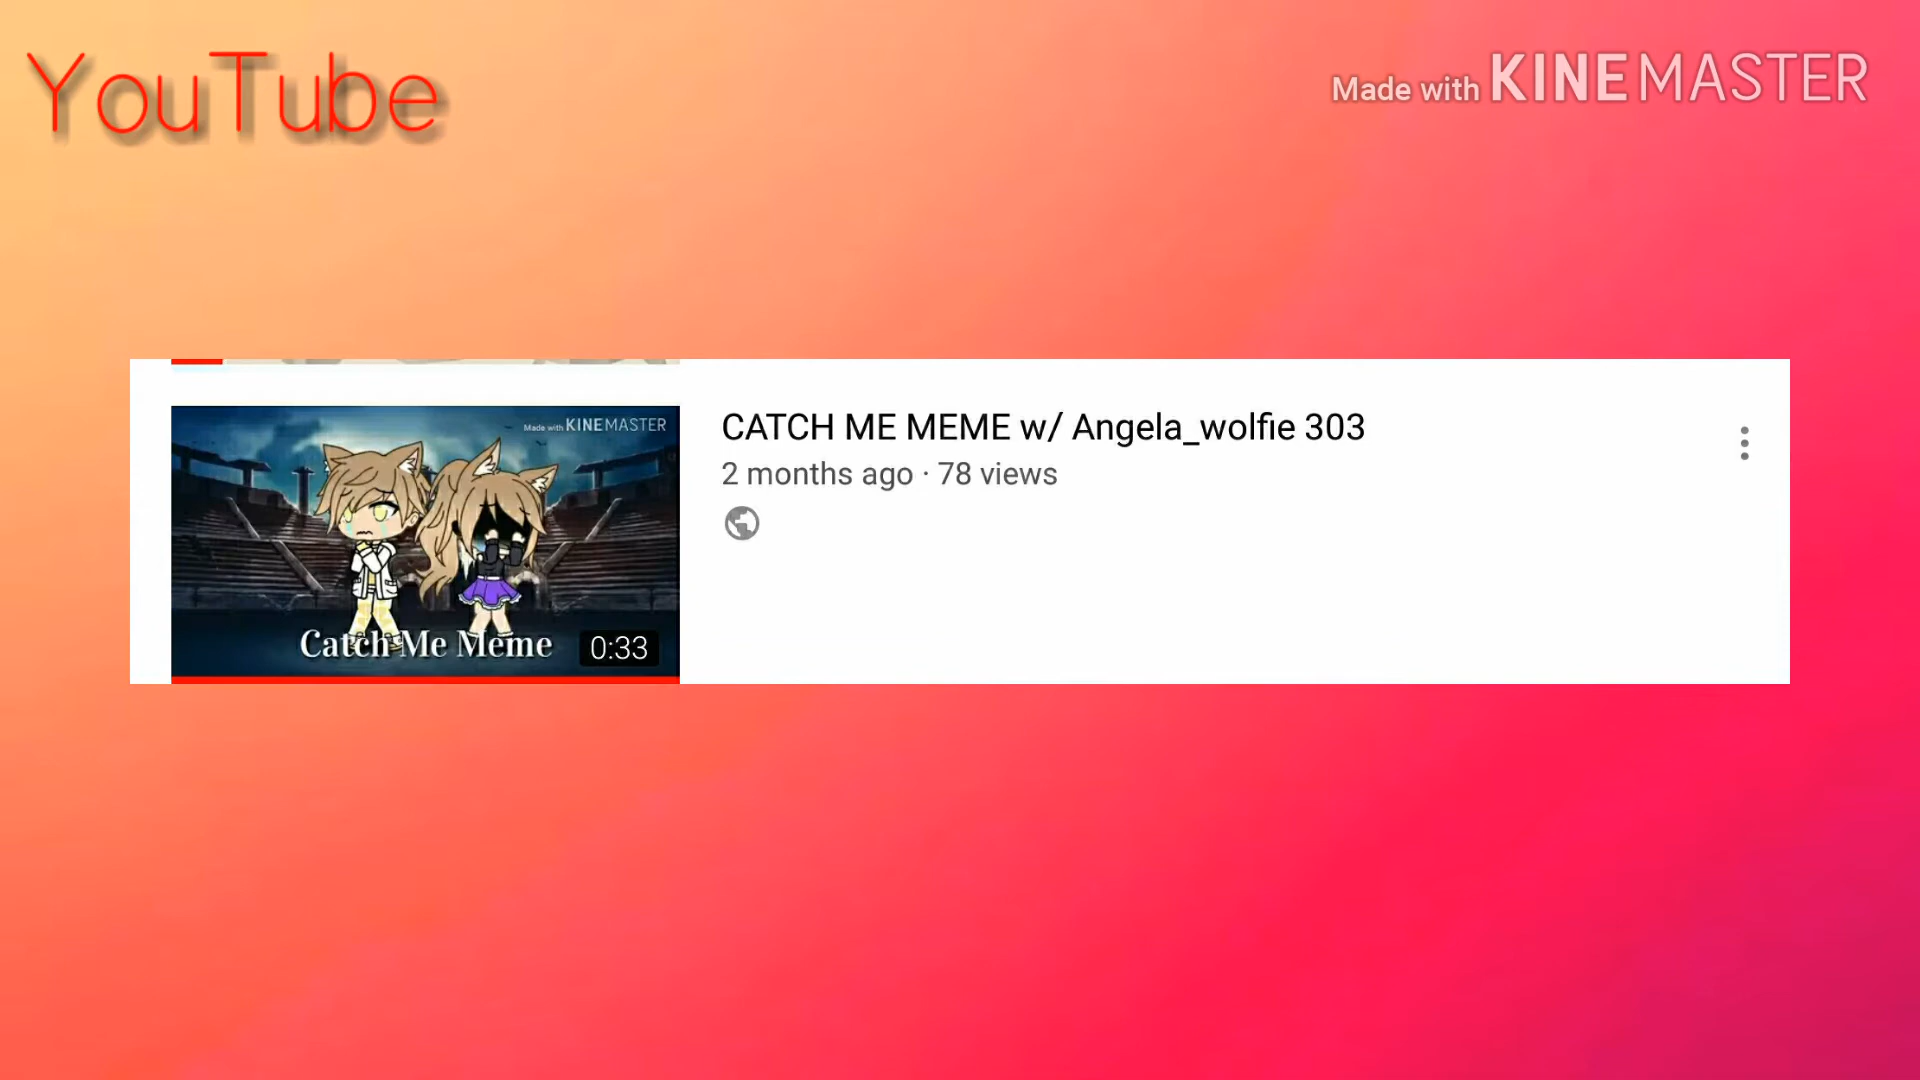 YouTube
Made with KINEMASTER
Made with KINEMASTER
CATCH ME MEME w/ Angela_wolfie 303
2 months ago · 78 views
Catch Me Meme
0:33